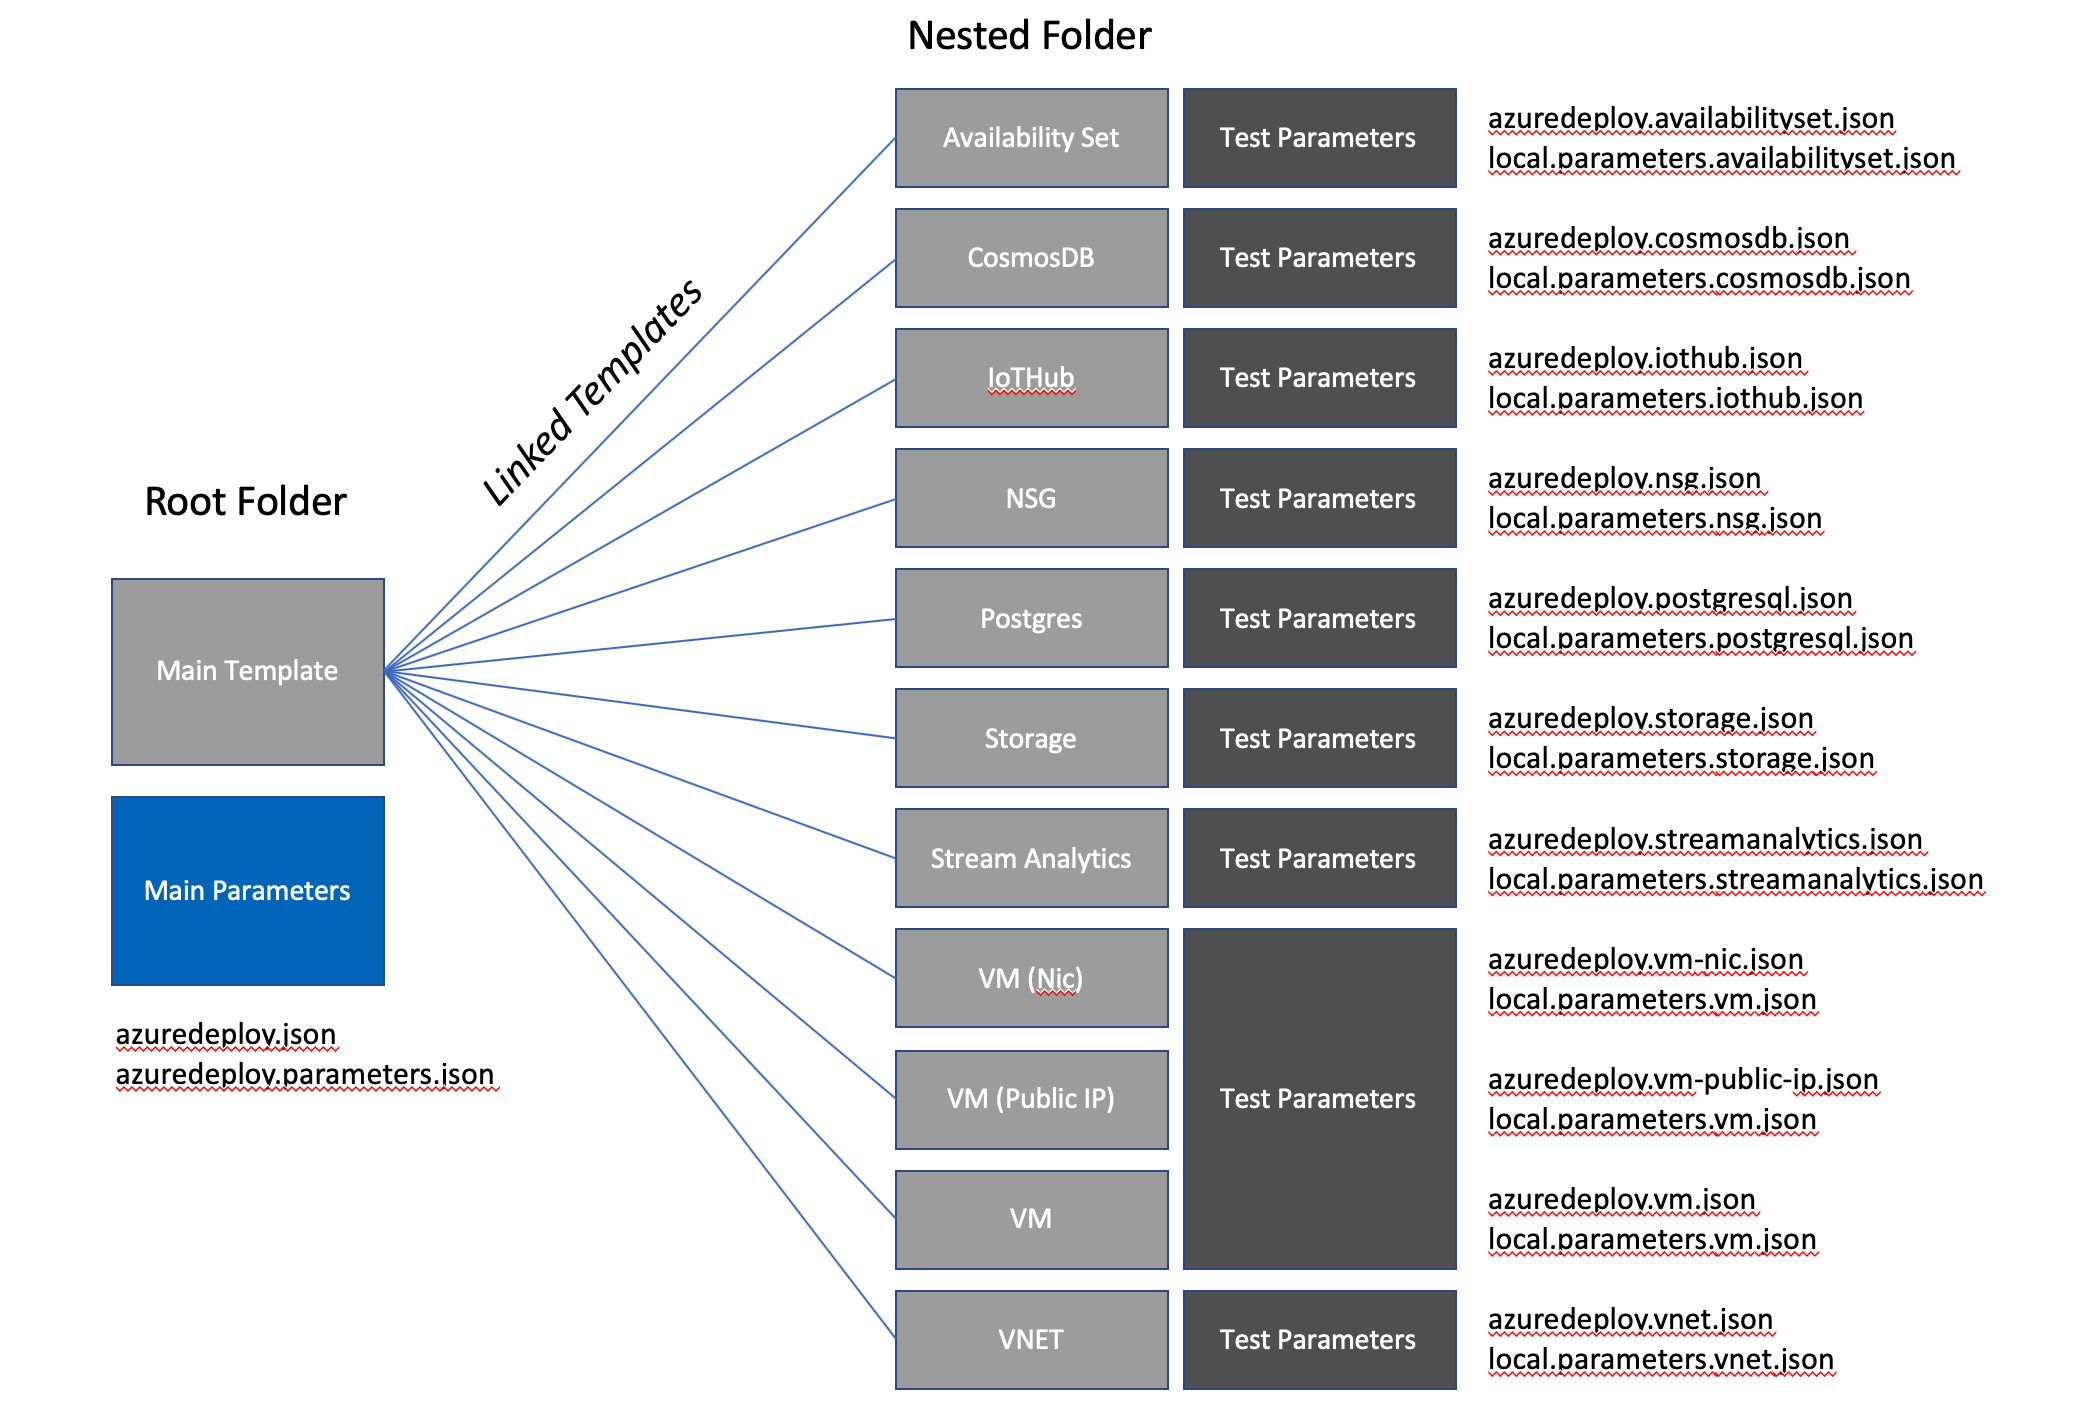 Nested Folder
Availability Set
Test Parameters
azuredeploy.availabilityset.json
local.parameters.availabilityset.json
CosmosDB
Test Parameters
azuredeploy.cosmosdb.json
local.parameters.cosmosdb.json
IoTHub
Test Parameters
azuredeploy.iothub.json
local.parameters.iothub.json
Linked Templates
NSG
Test Parameters
azuredeploy.nsg.json
local.parameters.nsg.json
Root Folder
Postgres
Test Parameters
azuredeploy.postgresql.json
local.parameters.postgresql.json
Main Template
Storage
Test Parameters
azuredeploy.storage.json
local.parameters.storage.json
Main Parameters
Stream Analytics
Test Parameters
azuredeploy.streamanalytics.json
local.parameters.streamanalytics.json
azuredeploy.json
azuredeploy.parameters.json
VM (Nic)
azuredeploy.vm-nic.json
local.parameters.vm.json
VM (Public IP)
Test Parameters
azuredeploy.vm-public-ip.json
local.parameters.vm.json
VM
azuredeploy.vm.json
local.parameters.vm.json
VNET
Test Parameters
azuredeploy.vnet.json
local.parameters.vnet.json